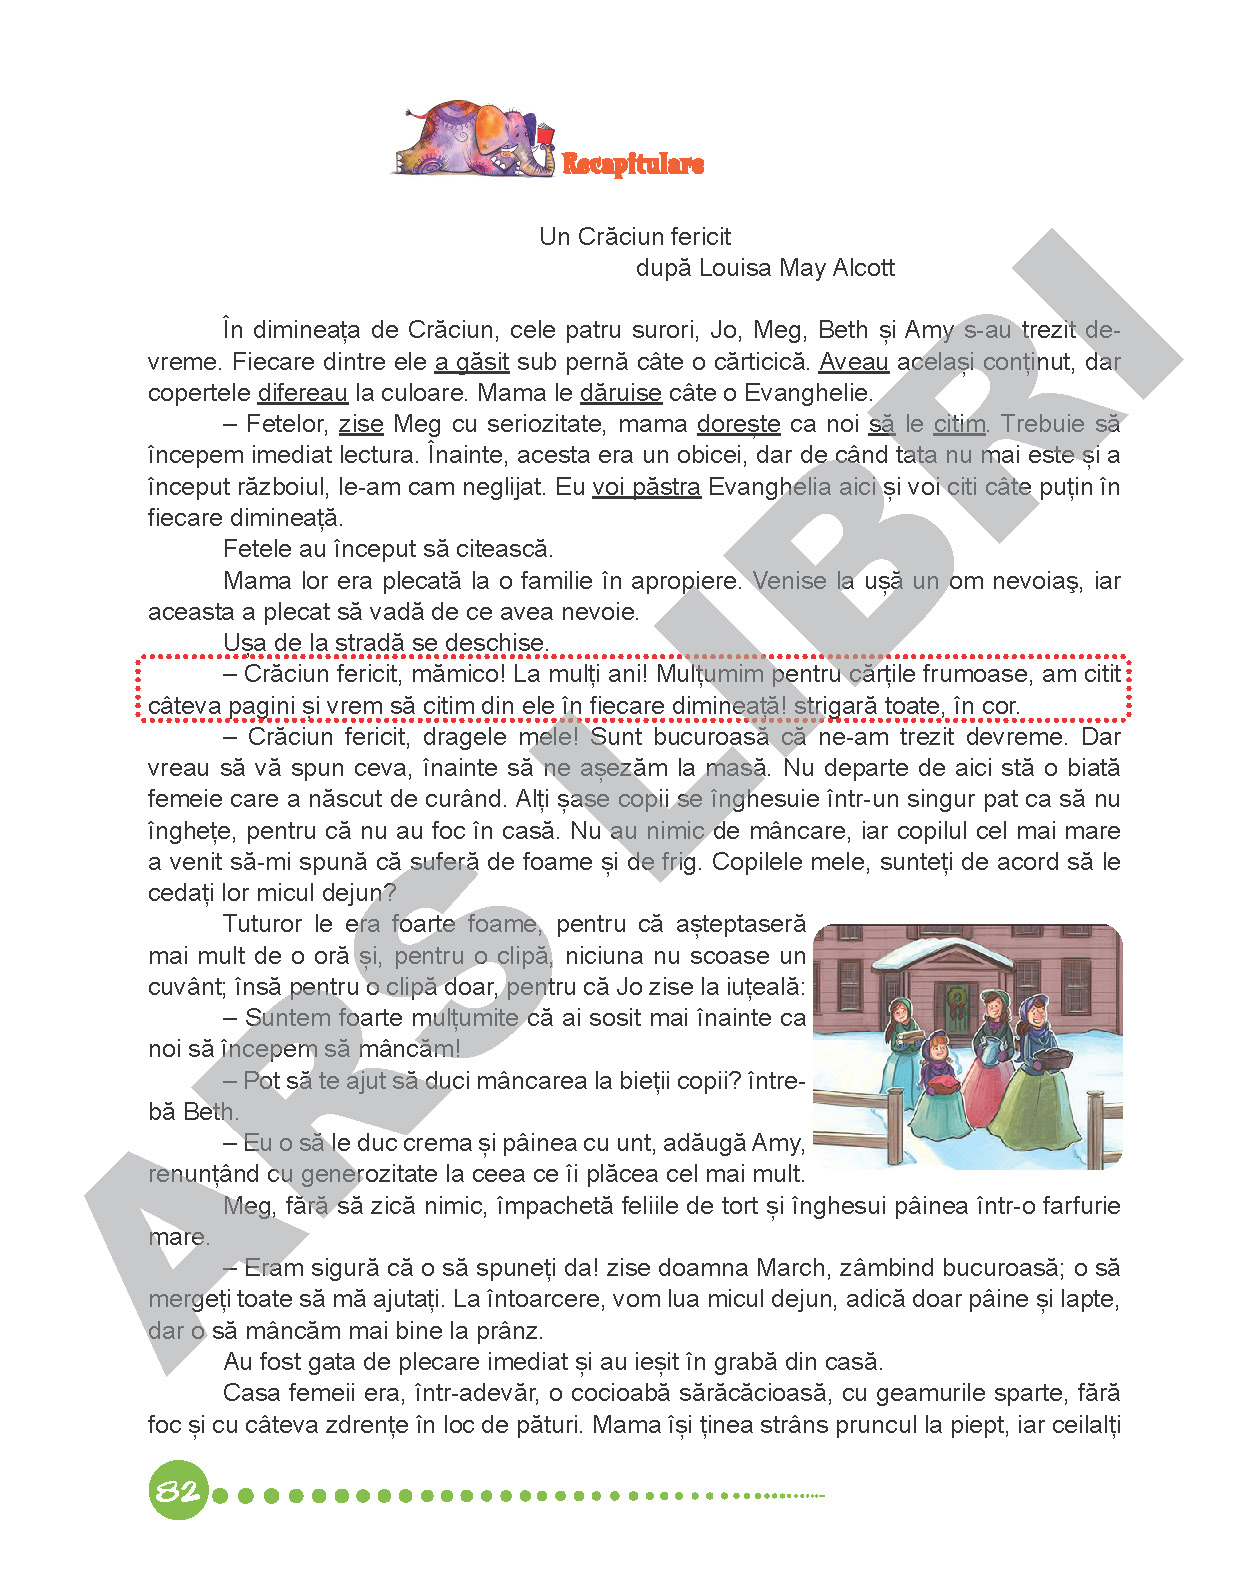 Recapitulare
Un Crăciun fericit
după Louisa May Alcott
În dimineața de Crăciun, cele patru surori, Jo, Meg, Beth și Amy s-au trezit de-
vreme. Fiecare dintre ele a găsit sub pernă câte o cărticică. Aveau același conținut, dar
copertele difereau la culoare. Mama le dăruise câte o Evanghelie.
– Fetelor, zise Meg cu seriozitate, mama dorește ca noi să le citim. Trebuie să
începem imediat lectura. Înainte, acesta era un obicei, dar de când tata nu mai este și a
început războiul, le-am cam neglijat. Eu voi păstra Evanghelia aici și voi citi câte puțin în
fiecare dimineață.
Fetele au început să citească.
Mama lor era plecată la o familie în apropiere. Venise la ușă un om nevoiaş, iar
aceasta a plecat să vadă de ce avea nevoie.
Ușa de la stradă se deschise.
– Crăciun fericit, mămico! La mulți ani! Mulțumim pentru cărțile frumoase, am citit
câteva pagini și vrem să citim din ele în fiecare dimineață! strigară toate, în cor.
– Crăciun fericit, dragele mele! Sunt bucuroasă că ne-am trezit devreme. Dar
vreau să vă spun ceva, înainte să ne așezăm la masă. Nu departe de aici stă o biată
femeie care a născut de curând. Alți șase copii se înghesuie într-un singur pat ca să nu
înghețe, pentru că nu au foc în casă. Nu au nimic de mâncare, iar copilul cel mai mare
a venit să-mi spună că suferă de foame și de frig. Copilele mele, sunteți de acord să le
cedați lor micul dejun?
Tuturor le era foarte foame, pentru că așteptaseră
mai mult de o oră și, pentru o clipă, niciuna nu scoase un
cuvânt; însă pentru o clipă doar, pentru că Jo zise la iuțeală:
– Suntem foarte mulțumite că ai sosit mai înainte ca
noi să începem să mâncăm!
– Pot să te ajut să duci mâncarea la bieții copii? între-
bă Beth.
– Eu o să le duc crema și pâinea cu unt, adăugă Amy,
renunțând cu generozitate la ceea ce îi plăcea cel mai mult.
Meg, fără să zică nimic, împachetă feliile de tort și înghesui pâinea într-o farfurie
mare.
– Eram sigură că o să spuneți da! zise doamna March, zâmbind bucuroasă; o să
mergeți toate să mă ajutați. La întoarcere, vom lua micul dejun, adică doar pâine și lapte,
dar o să mâncăm mai bine la prânz.
Au fost gata de plecare imediat și au ieșit în grabă din casă.
Casa femeii era, într-adevăr, o cocioabă sărăcăcioasă, cu geamurile sparte, fără
foc și cu câteva zdrențe în loc de pături. Mama își ținea strâns pruncul la piept, iar ceilalți
82
ARS LIBRI